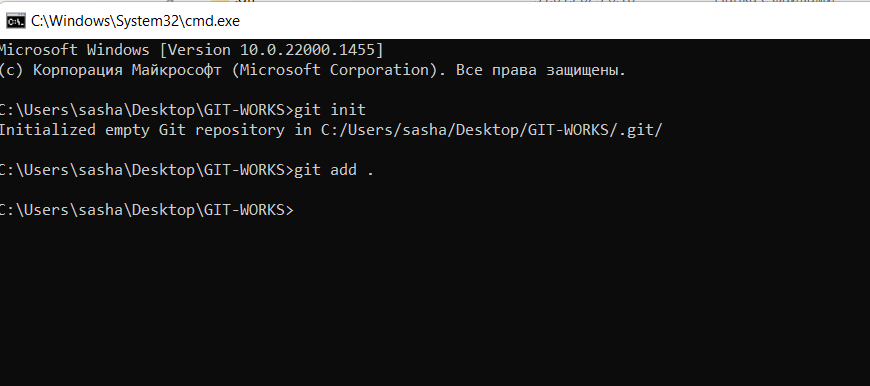 C:\Windows\System32\cmd.exe
Microsoft Windows [Version 10.0.22000.1455]
(c) Корпорация Майкрософт (Microsoft Corporation). Все права защищены.
C:\Users\sasha\Desktop\GIT-WORKS>git init
Initialized empty Git repository in C:/Users/sasha/Desktop/GIT-WORKS/.git/
C:\Users\sasha\Desktop\GIT-WORKS>git add .
C:\Users\sasha\Desktop\GIT-WORKS>